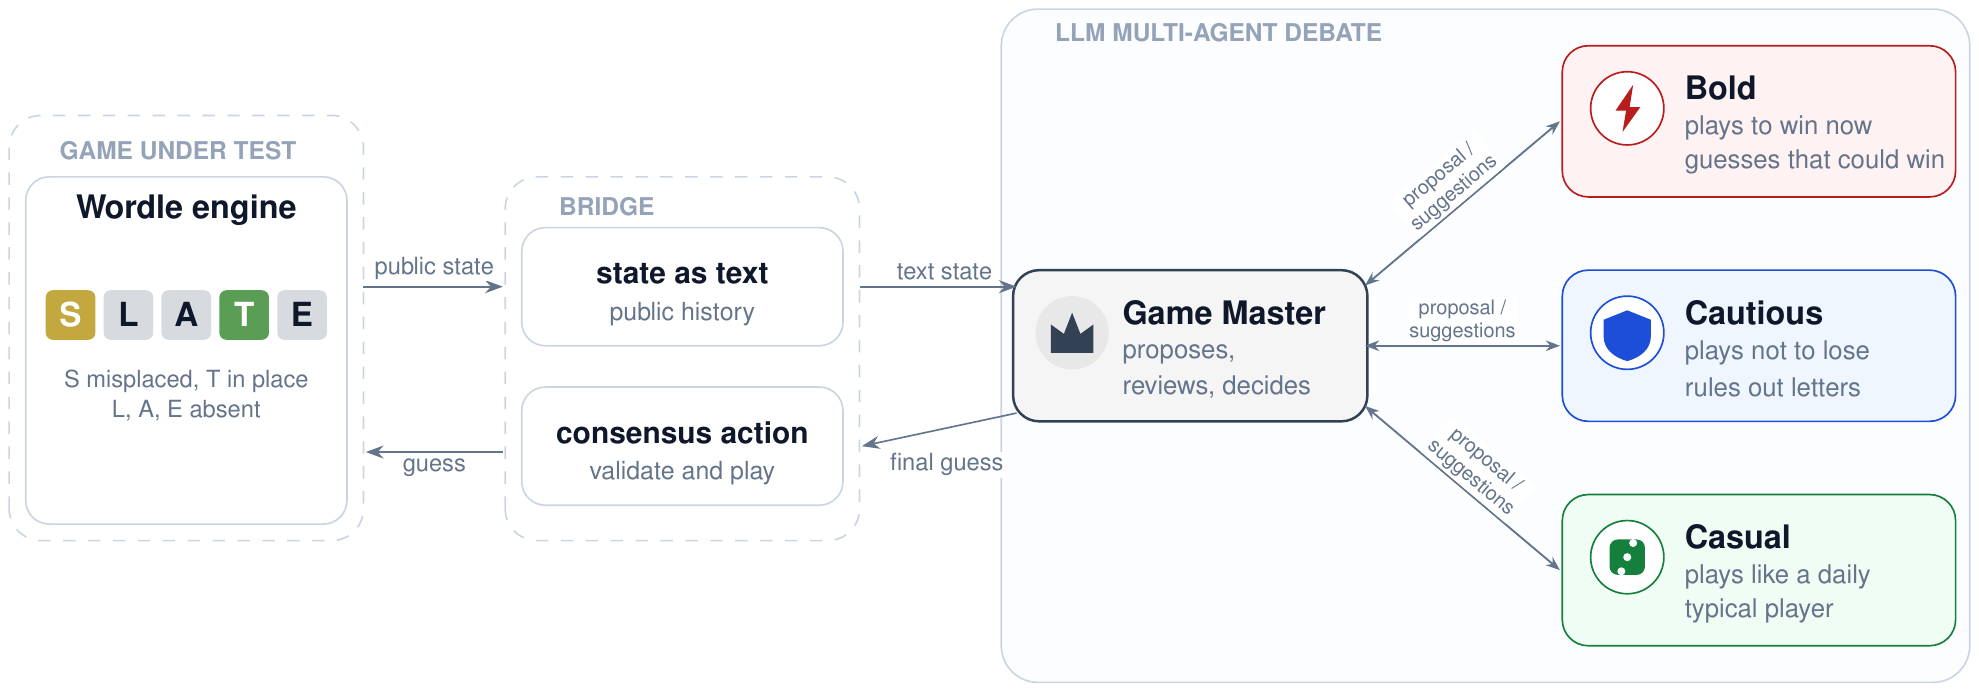 GAME UNDER TEST
Wordle engine
S L A T E
S misplaced, T in place
L, A, E absent
public state
guess
BRIDGE
state as text
public history
consensus action
validate and play
text state
final guess
LLM MULTI-AGENT DEBATE
Game Master
proposes,
reviews, decides
proposal /
suggestions
proposal /
suggestions
proposal /
suggestions
Bold
plays to win now
guesses that could win
Cautious
plays not to lose
rules out letters
Casual
plays like a daily
typical player